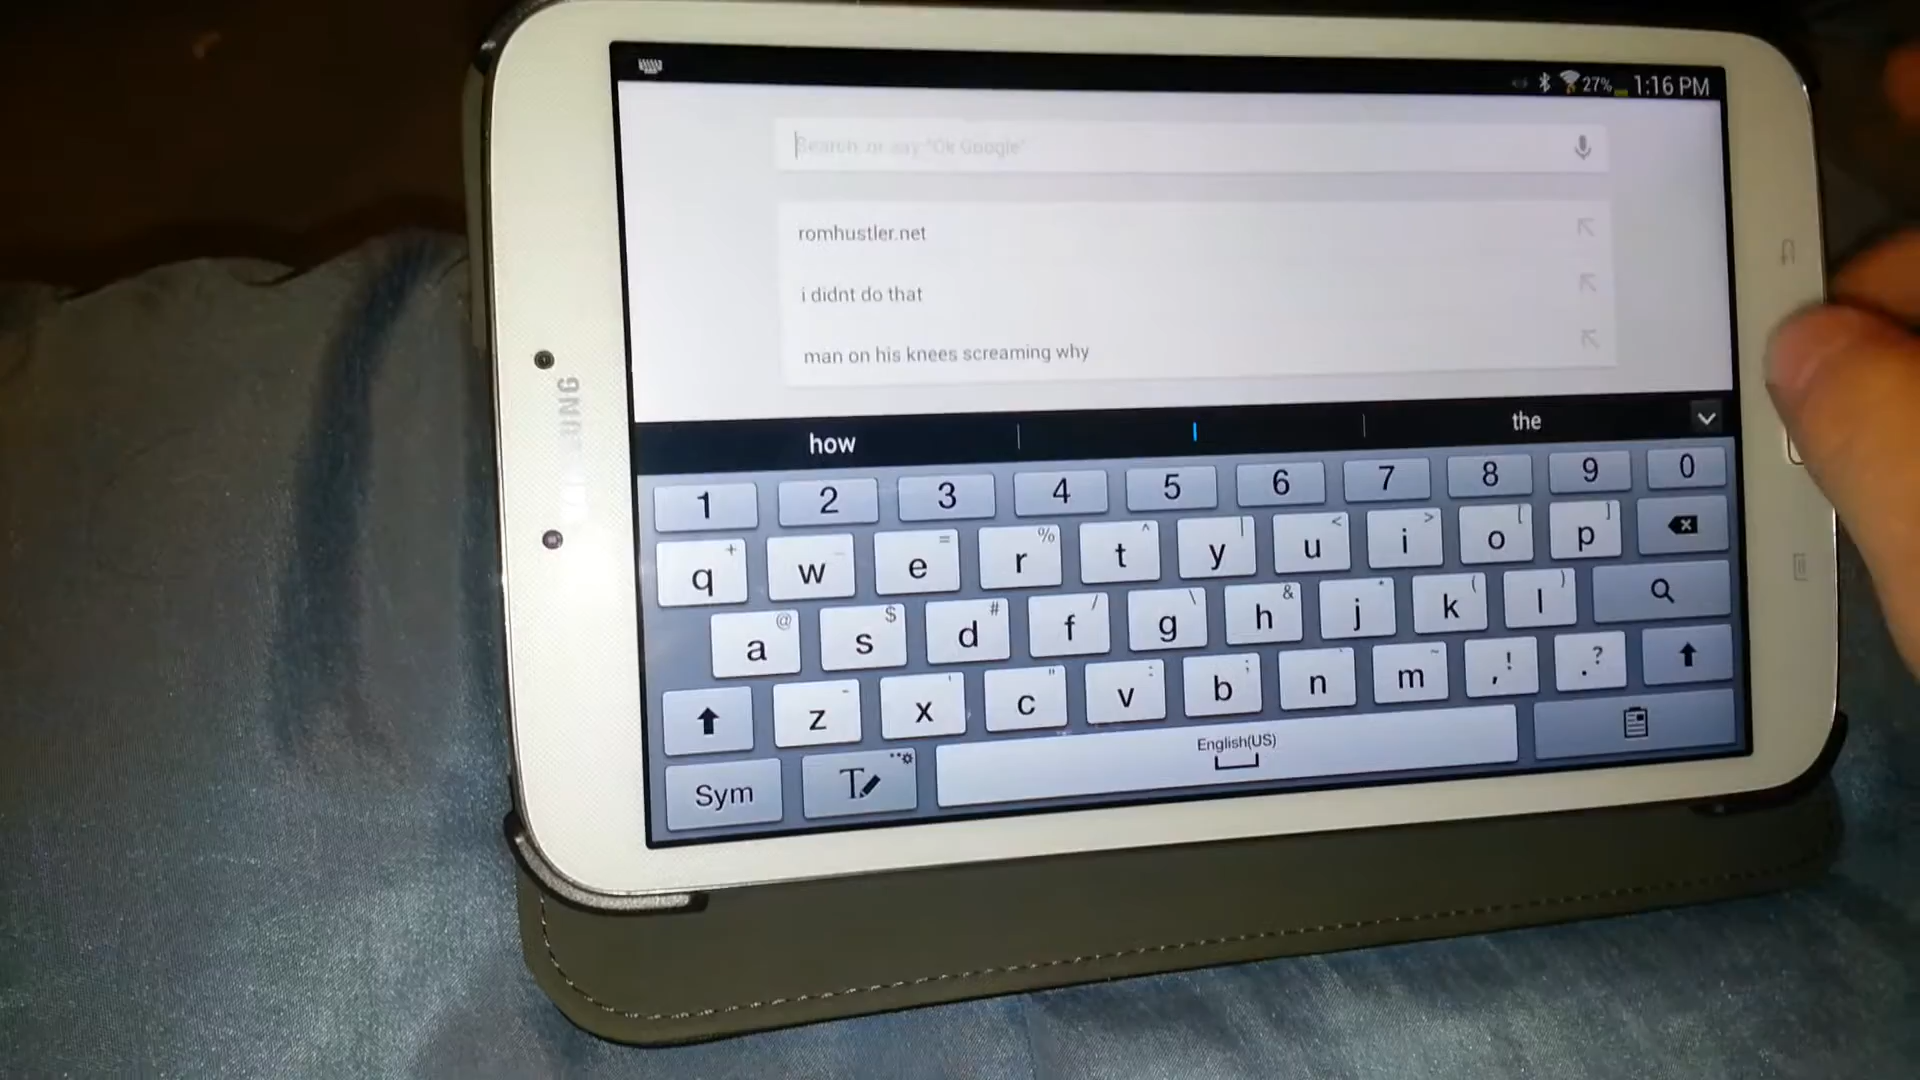 27% 1:16 PM
Search or say "Ok Google"
romhustler.net
i didnt do that
man on his knees screaming why
how I the
1 2 3 4 5 6 7 8 9 0
+ _ = % ^ | < > [ ]
q w e r t y u i o p
@ $ # / \ & * ( )
a s d f g h j k l
- ' " : ; ` ~ ! ?
z x c v b n m , .
Sym T English(US)
SAMSUNG